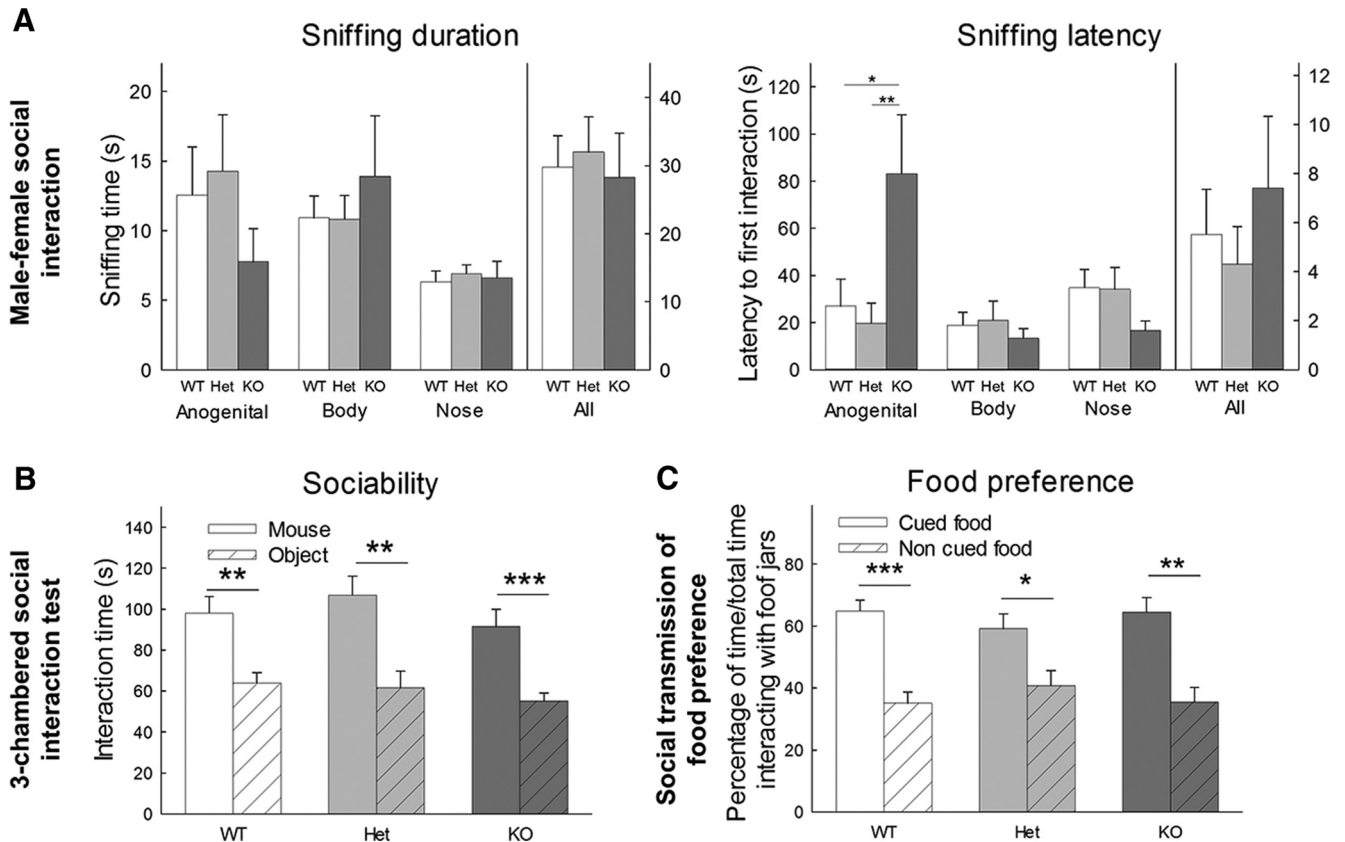 A
Male-female social
interaction
Sniffing duration
Sniffing time (s)
20
15
10
5
0
40
30
20
10
0
WT Het KO WT Het KO WT Het KO WT Het KO
Anogenital Body Nose All
Sniffing latency
Latency to first interaction (s)
120
100
80
60
40
20
0
*
**
12
10
8
6
4
2
0
WT Het KO WT Het KO WT Het KO WT Het KO
Anogenital Body Nose All
B
3-chambered social
interaction test
Sociability
Interaction time (s)
140
120
100
80
60
40
20
0
Mouse
Object
** ** ***
WT Het KO
C
Social transmission of
food preference
Food preference
Percentage of time/total time
interacting with foof jars
80
60
40
20
0
Cued food
Non cued food
*** * **
WT Het KO